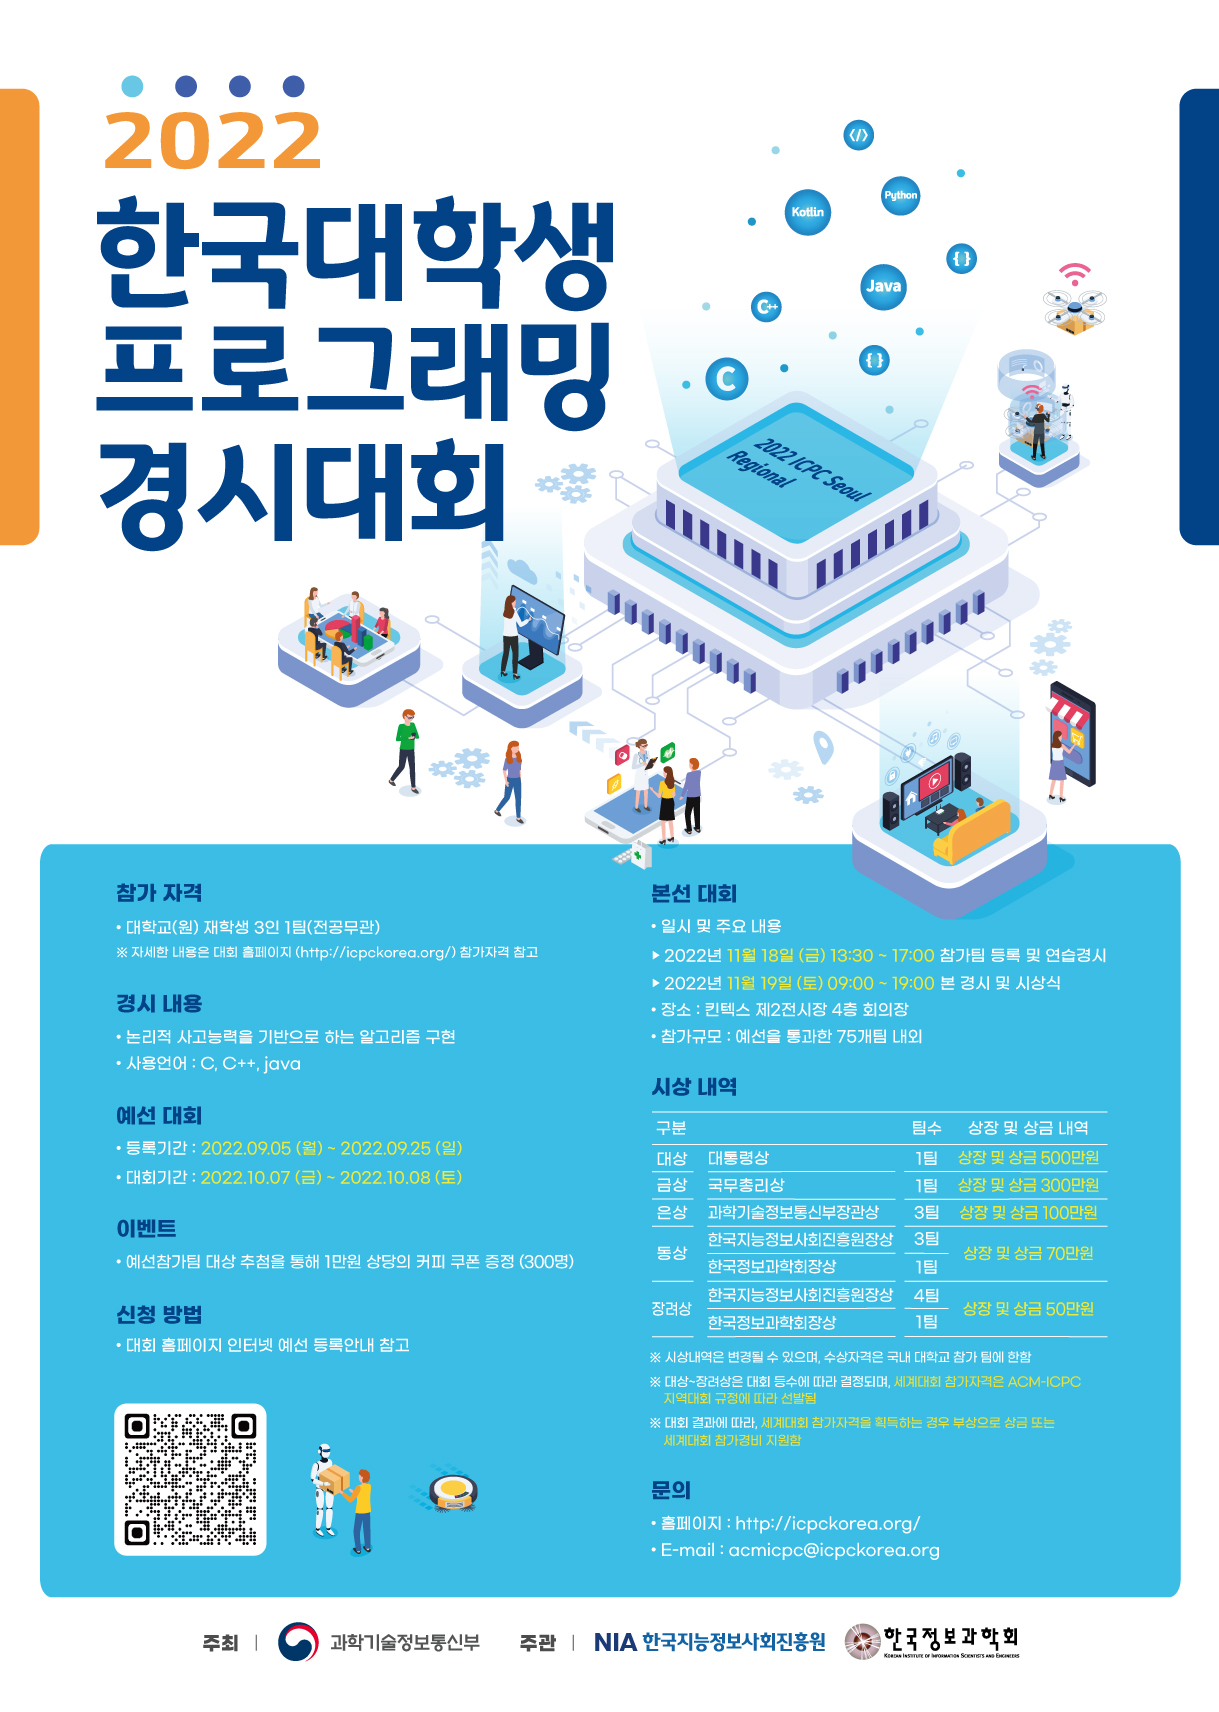 2022
한국대학생
프로그래밍
경시대회
</>
Python
Kotlin
{ }
Java
C++
{ }
C
2022 ICPC Seoul
Regional
참가 자격
• 대학교(원) 재학생 3인 1팀(전공무관)
※ 자세한 내용은 대회 홈페이지 (http://icpckorea.org/) 참가자격 참고
경시 내용
• 논리적 사고능력을 기반으로 하는 알고리즘 구현
• 사용언어 : C, C++, java
예선 대회
• 등록기간 : 2022.09.05 (월) ~ 2022.09.25 (일)
• 대회기간 : 2022.10.07 (금) ~ 2022.10.08 (토)
이벤트
• 예선참가팀 대상 추첨을 통해 1만원 상당의 커피 쿠폰 증정 (300명)
신청 방법
• 대회 홈페이지 인터넷 예선 등록안내 참고
본선 대회
• 일시 및 주요 내용
▶ 2022년 11월 18일 (금) 13:30 ~ 17:00 참가팀 등록 및 연습경시
▶ 2022년 11월 19일 (토) 09:00 ~ 19:00 본 경시 및 시상식
• 장소 : 킨텍스 제2전시장 4층 회의장
• 참가규모 : 예선을 통과한 75개팀 내외
시상 내역
구분 팀수 상장 및 상금 내역
대상 대통령상 1팀 상장 및 상금 500만원
금상 국무총리상 1팀 상장 및 상금 300만원
은상 과학기술정보통신부장관상 3팀 상장 및 상금 100만원
동상 한국지능정보사회진흥원장상 3팀 상장 및 상금 70만원
한국정보과학회장상 1팀
장려상 한국지능정보사회진흥원장상 4팀 상장 및 상금 50만원
한국정보과학회장상 1팀
※ 시상내역은 변경될 수 있으며, 수상자격은 국내 대학교 참가 팀에 한함
※ 대상~장려상은 대회 등수에 따라 결정되며, 세계대회 참가자격은 ACM-ICPC
지역대회 규정에 따라 선발됨
※ 대회 결과에 따라, 세계대회 참가자격을 획득하는 경우 부상으로 상금 또는
세계대회 참가경비 지원함
문의
• 홈페이지 : http://icpckorea.org/
• E-mail : acmicpc@icpckorea.org
주최 | 과학기술정보통신부 주관 | NIA 한국지능정보사회진흥원 한국정보과학회
KOREAN INSTITUTE OF INFORMATION SCIENTISTS AND ENGINEERS